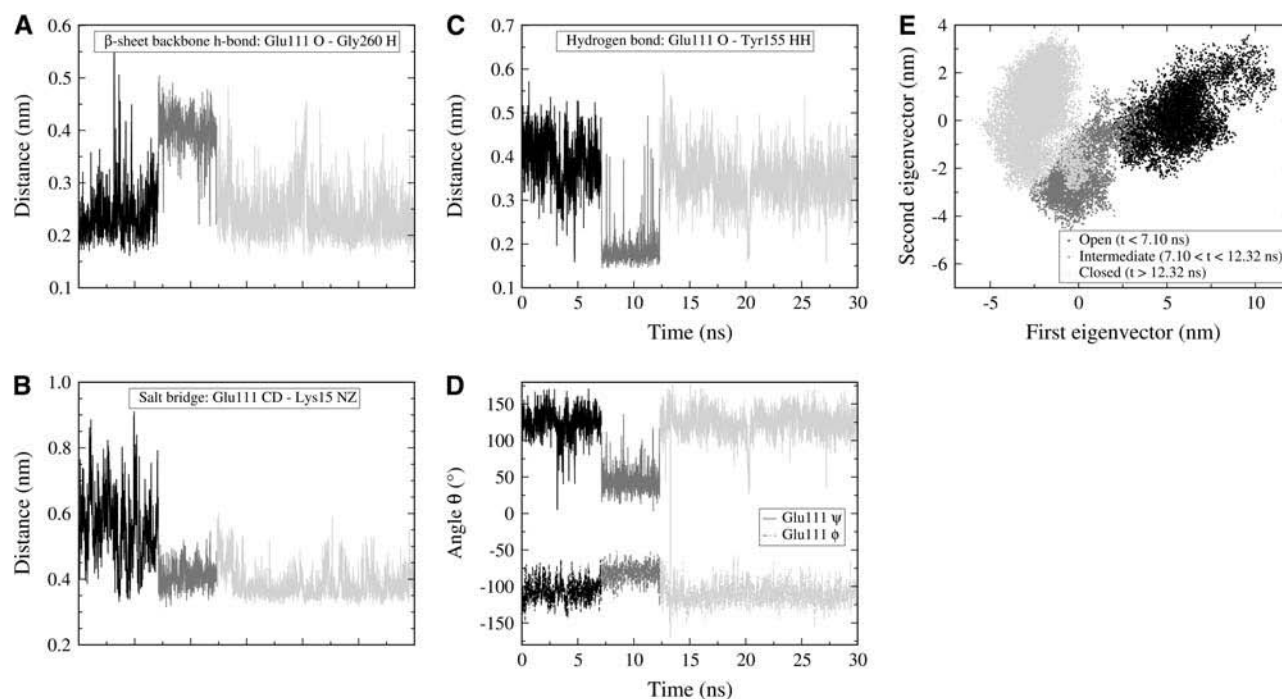 A
β-sheet backbone h-bond: Glu111 O - Gly260 H
Distance (nm)
0.6
0.5
0.4
0.3
0.2
0.1
B
Salt bridge: Glu111 CD - Lys15 NZ
Distance (nm)
1.0
0.8
0.6
0.4
0.2
C
Hydrogen bond: Glu111 O - Tyr155 HH
Distance (nm)
0.7
0.6
0.5
0.4
0.3
0.2
0.1
0 5 10 15 20 25 30
Time (ns)
D
Angle θ (°)
150
100
50
0
-50
-100
-150
Glu111 ψ
Glu111 ϕ
0 5 10 15 20 25 30
Time (ns)
E
Second eigenvector (nm)
4
2
0
-2
-4
-6
Open (t < 7.10 ns)
Intermediate (7.10 < t < 12.32 ns)
Closed (t > 12.32 ns)
-5 0 5 10
First eigenvector (nm)